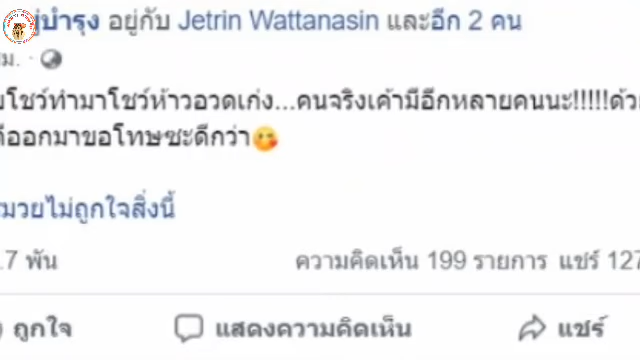 บำรุง อยู่กับ Jetrin Wattanasin และอีก 2 คน
โชว์ทำมาโชว์ห้าวอวดเก่ง...คนจริงเค้ามีอีกหลายคนนะ!!!!!
ออกมาขอโทษซะดีกว่า😘
มวยไม่ถูกใจสิ่งนี้
.7 พัน
ความคิดเห็น 199 รายการ แชร์ 127
ถูกใจ
แสดงความคิดเห็น
แชร์